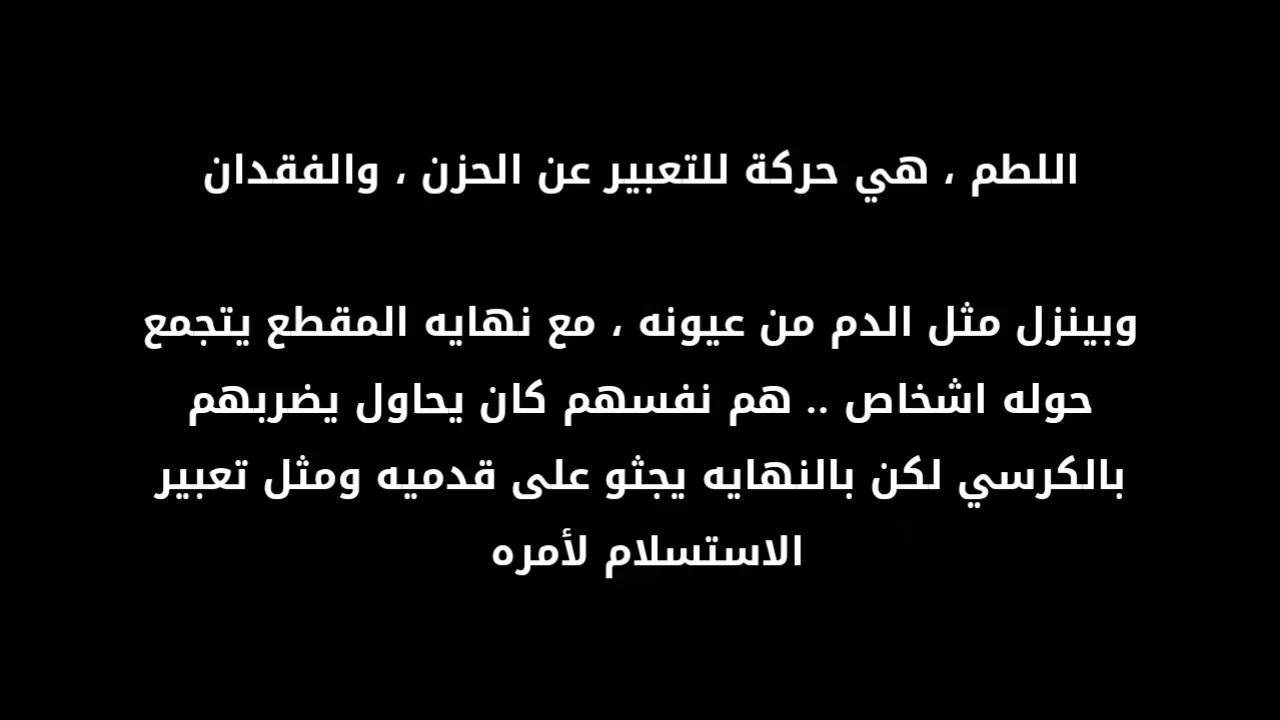 اللطم ، هي حركة للتعبير عن الحزن ، والفقدان
وبينزل مثل الدم من عيونه ، مع نهايه المقطع يتجمع
حوله اشخاص .. هم نفسهم كان يحاول يضربهم
بالكرسي لكن بالنهايه يجثو على قدميه ومثل تعبير
الاستسلام لأمره